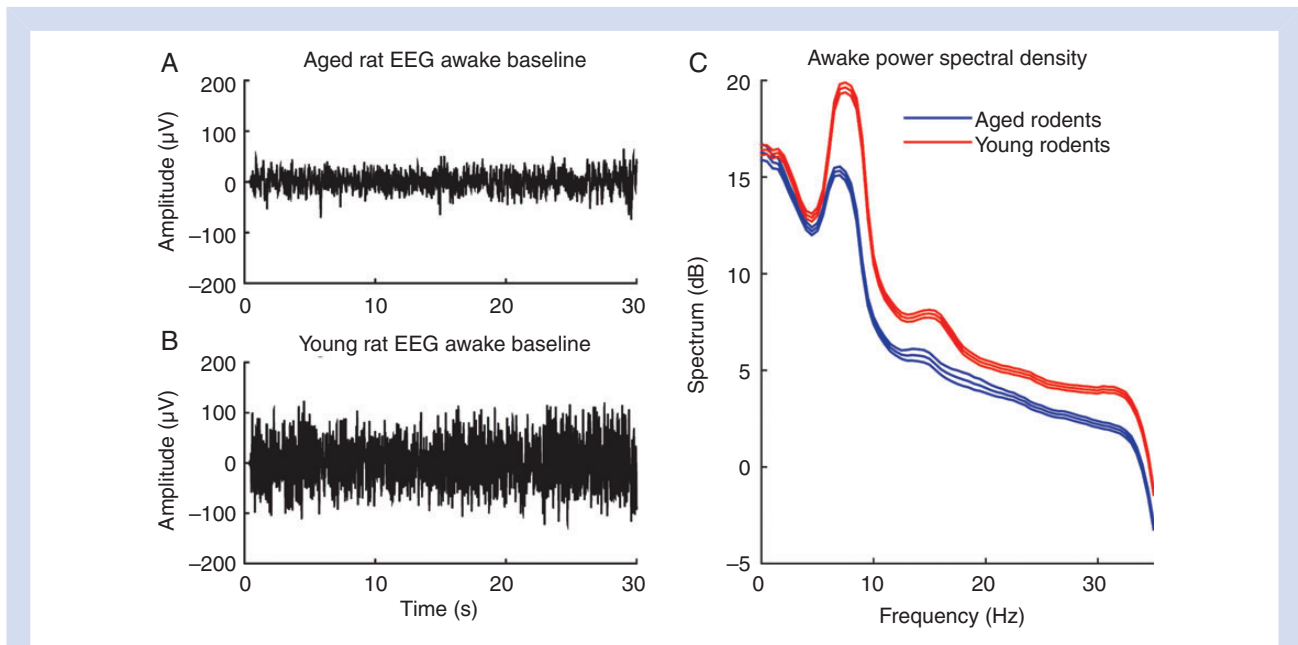 A
Aged rat EEG awake baseline
200
100
0
–100
–200
Amplitude (µV)
0
10
20
30
B
Young rat EEG awake baseline
200
100
0
–100
–200
Amplitude (µV)
0
10
20
30
Time (s)
C
Awake power spectral density
Aged rodents
Young rodents
20
15
10
5
0
–5
Spectrum (dB)
0
10
20
30
Frequency (Hz)